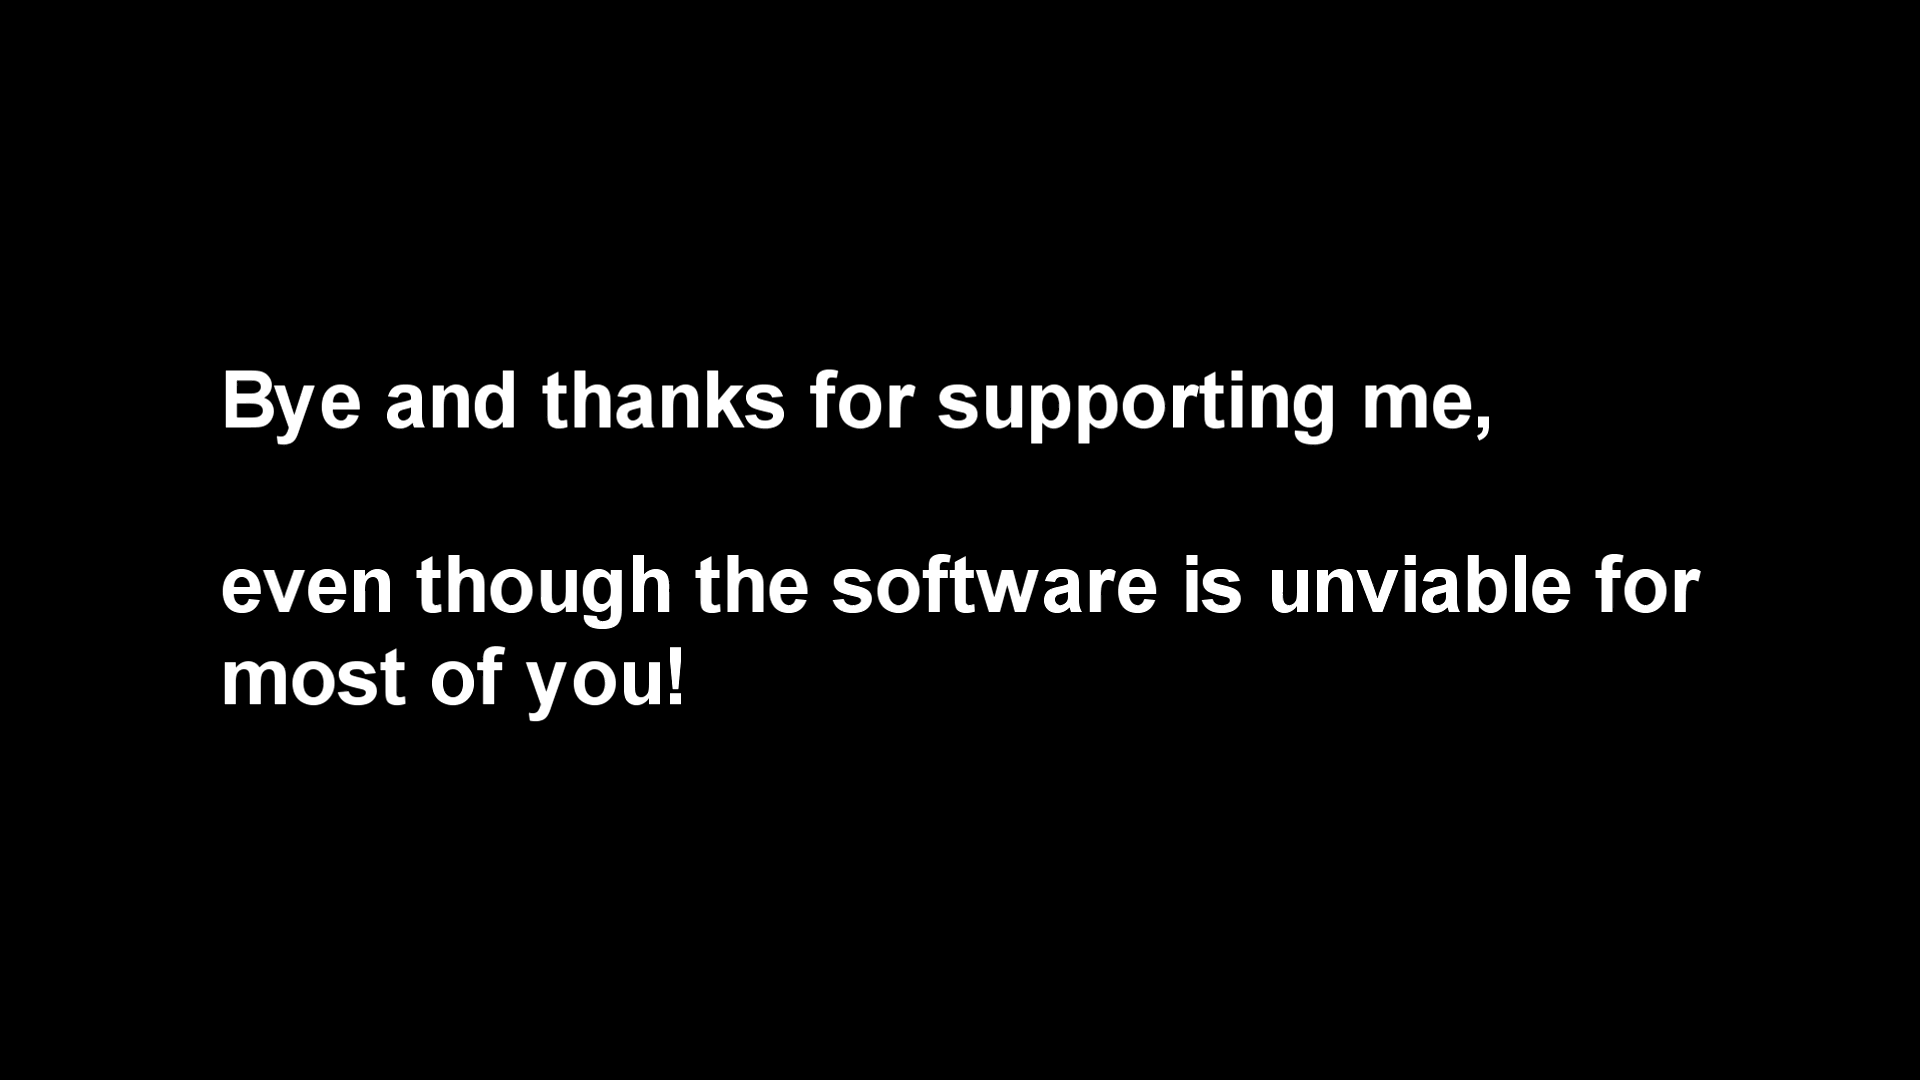 Bye and thanks for supporting me,
even though the software is unviable for
most of you!